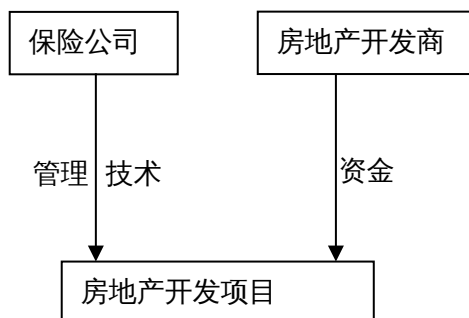 保险公司
房地产开发商
管理 技术
资金
房地产开发项目